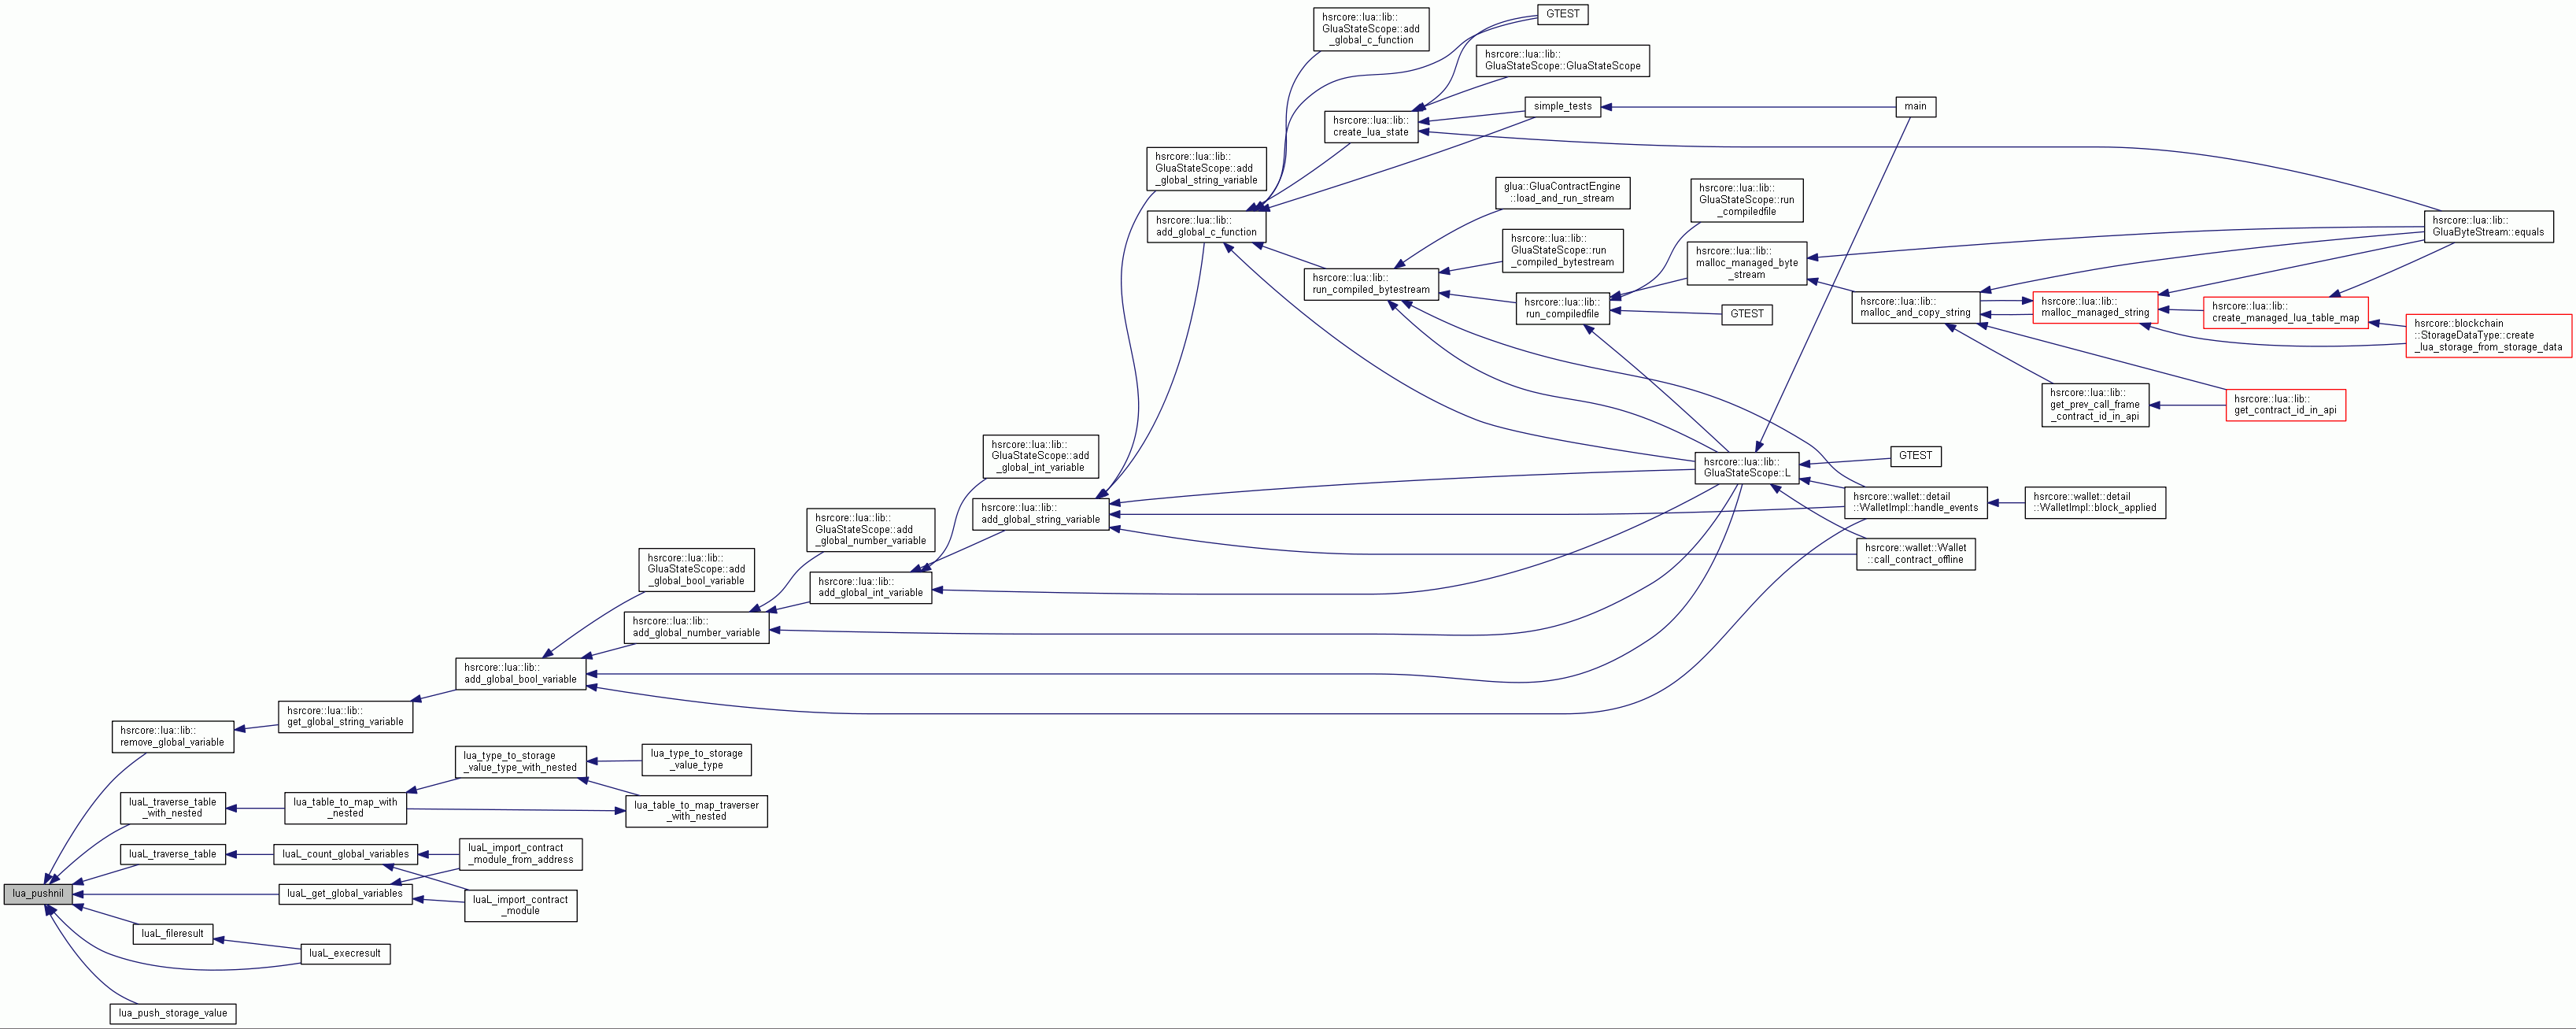 hsrcore::lua::lib::
GluaStateScope::add
_global_c_function
GTEST
hsrcore::lua::lib::
GluaStateScope::GluaStateScope
simple_tests
main
hsrcore::lua::lib::
create_lua_state
hsrcore::lua::lib::
GluaStateScope::add
_global_string_variable
hsrcore::lua::lib::
add_global_c_function
glua::GluaContractEngine
::load_and_run_stream
hsrcore::lua::lib::
GluaStateScope::run
_compiledfile
hsrcore::lua::lib::
GluaByteStream::equals
hsrcore::lua::lib::
GluaStateScope::run
_compiled_bytestream
hsrcore::lua::lib::
malloc_managed_byte
_stream
hsrcore::lua::lib::
run_compiled_bytestream
hsrcore::lua::lib::
run_compiledfile
GTEST
hsrcore::lua::lib::
malloc_and_copy_string
hsrcore::lua::lib::
malloc_managed_string
hsrcore::lua::lib::
create_managed_lua_table_map
hsrcore::blockchain
::StorageDataType::create
_lua_storage_from_storage_data
hsrcore::lua::lib::
get_prev_call_frame
_contract_id_in_api
hsrcore::lua::lib::
get_contract_id_in_api
hsrcore::lua::lib::
GluaStateScope::add
_global_int_variable
hsrcore::lua::lib::
GluaStateScope::L
GTEST
hsrcore::lua::lib::
add_global_string_variable
hsrcore::wallet::detail
::WalletImpl::handle_events
hsrcore::wallet::detail
::WalletImpl::block_applied
hsrcore::lua::lib::
GluaStateScope::add
_global_number_variable
hsrcore::wallet::Wallet
::call_contract_offline
hsrcore::lua::lib::
GluaStateScope::add
_global_bool_variable
hsrcore::lua::lib::
add_global_int_variable
hsrcore::lua::lib::
add_global_number_variable
hsrcore::lua::lib::
add_global_bool_variable
hsrcore::lua::lib::
get_global_string_variable
hsrcore::lua::lib::
remove_global_variable
lua_type_to_storage
_value_type_with_nested
lua_type_to_storage
_value_type
luaL_traverse_table
_with_nested
lua_table_to_map_with
_nested
lua_table_to_map_traverser
_with_nested
luaL_traverse_table
luaL_count_global_variables
luaL_import_contract
_module_from_address
lua_pushnil
luaL_get_global_variables
luaL_import_contract
_module
luaL_fileresult
luaL_execresult
lua_push_storage_value